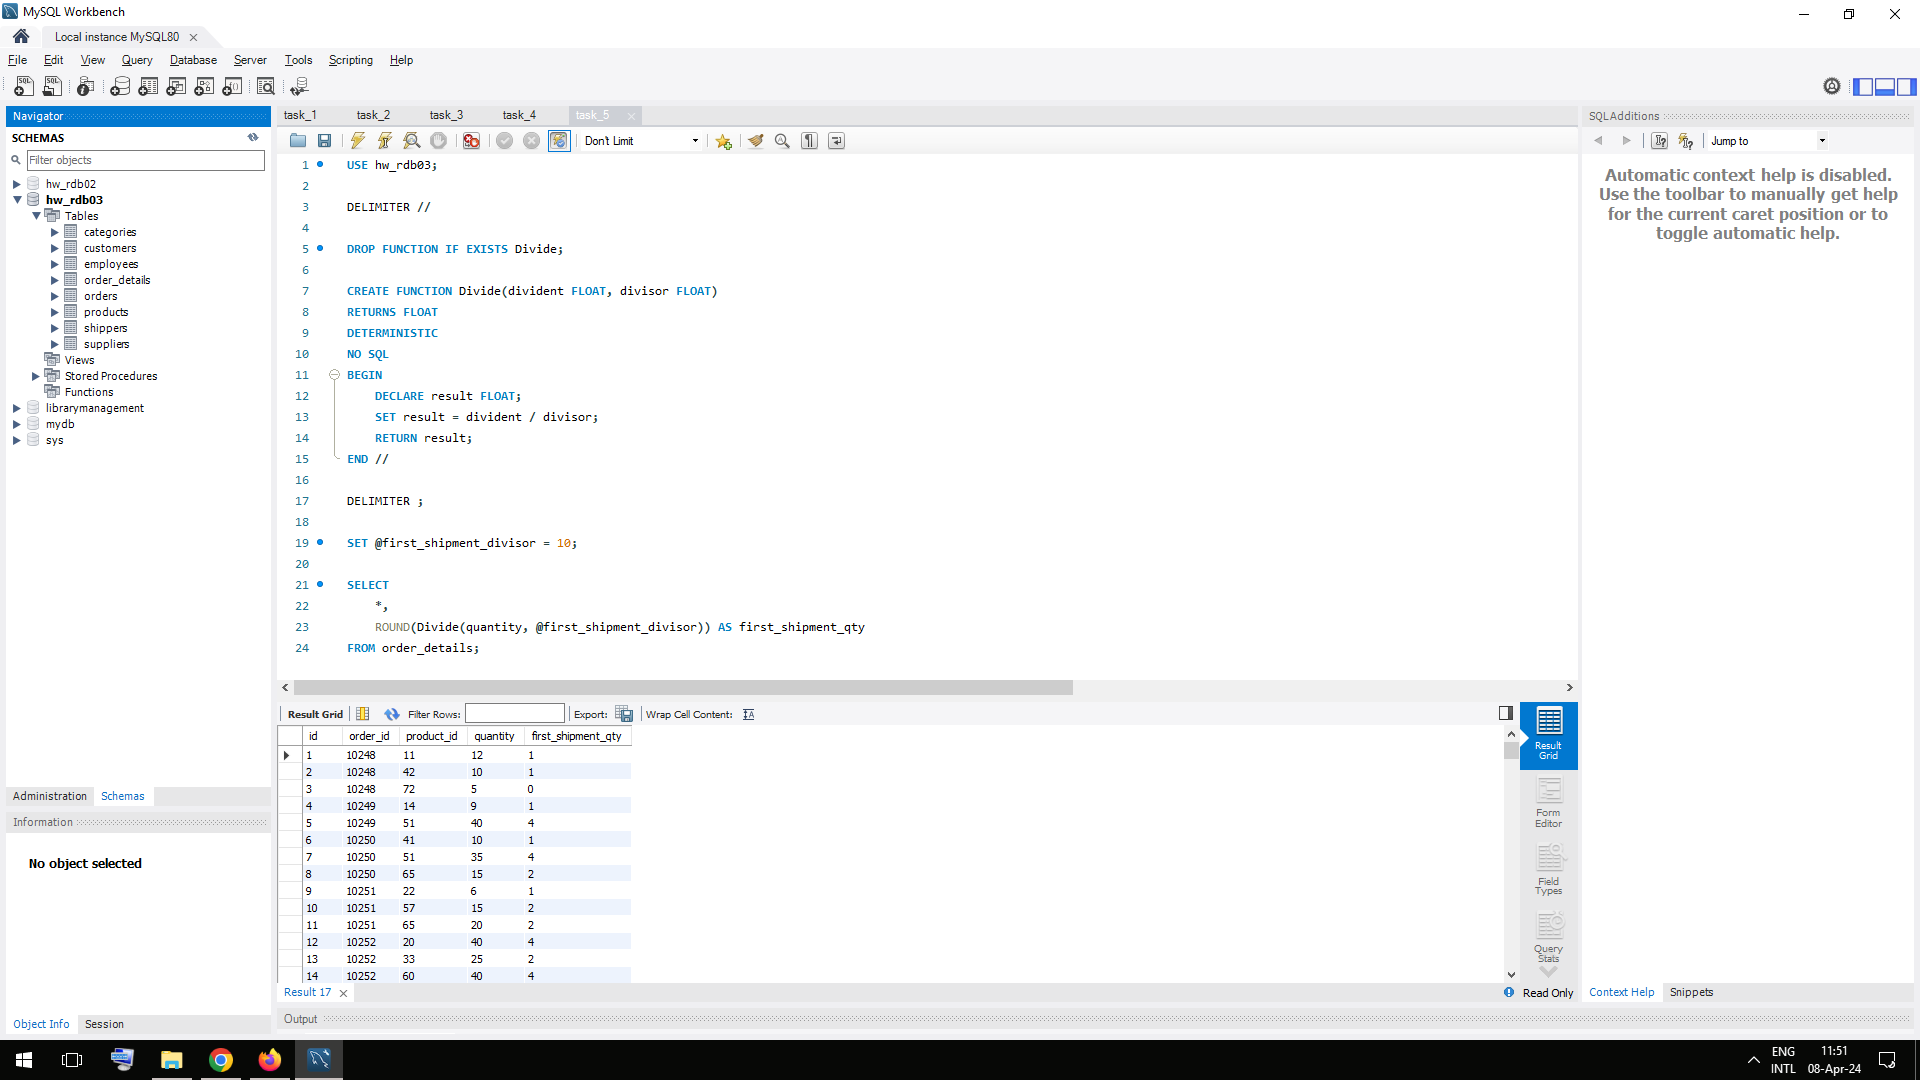 MySQL Workbench
Local instance MySQL80
File Edit View Query Database Server Tools Scripting Help
Navigator
SCHEMAS
Filter objects
hw_rdb02
hw_rdb03
Tables
categories
customers
employees
order_details
orders
products
shippers
suppliers
Views
Stored Procedures
Functions
librarymanagement
mydb
sys
Administration Schemas
Information
No object selected
Object Info Session
task_1 task_2 task_3 task_4 task_5
Don't Limit
1 USE hw_rdb03;
2
3 DELIMITER //
4
5 DROP FUNCTION IF EXISTS Divide;
6
7 CREATE FUNCTION Divide(divident FLOAT, divisor FLOAT)
8 RETURNS FLOAT
9 DETERMINISTIC
10 NO SQL
11 BEGIN
12 DECLARE result FLOAT;
13 SET result = divident / divisor;
14 RETURN result;
15 END //
16
17 DELIMITER ;
18
19 SET @first_shipment_divisor = 10;
20
21 SELECT
22 *,
23 ROUND(Divide(quantity, @first_shipment_divisor)) AS first_shipment_qty
24 FROM order_details;
Result Grid Filter Rows: Export: Wrap Cell Content:
id order_id product_id quantity first_shipment_qty
1 10248 11 12 1
2 10248 42 10 1
3 10248 72 5 0
4 10249 14 9 1
5 10249 51 40 4
6 10250 41 10 1
7 10250 51 35 4
8 10250 65 15 2
9 10251 22 6 1
10 10251 57 15 2
11 10251 65 20 2
12 10252 20 40 4
13 10252 33 25 2
14 10252 60 40 4
Result Grid
Form Editor
Field Types
Query Stats
Result 17
Read Only
Output
SQLAdditions
Jump to
Automatic context help is disabled.
Use the toolbar to manually get help
for the current caret position or to
toggle automatic help.
Context Help Snippets
ENG
INTL
11:51
08-Apr-24